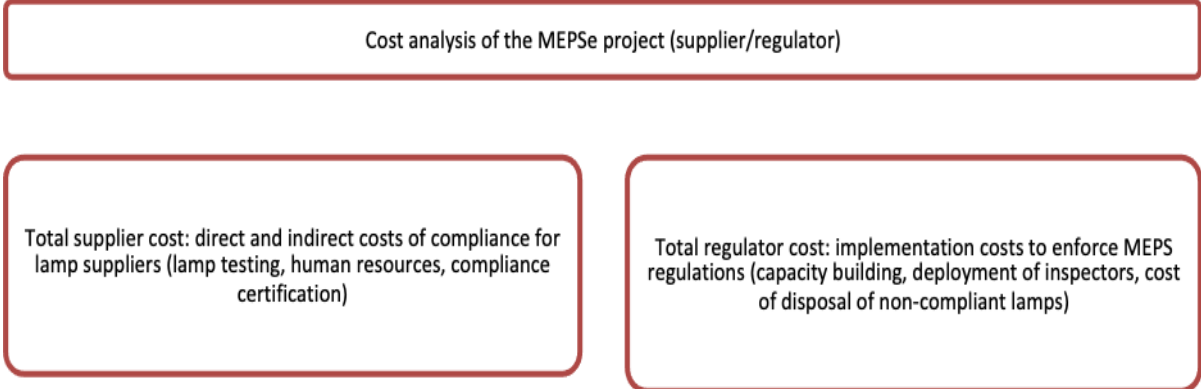 Cost analysis of the MEPSe project (supplier/regulator)
Total supplier cost: direct and indirect costs of compliance for
lamp suppliers (lamp testing, human resources, compliance
certification)
Total regulator cost: implementation costs to enforce MEPS
regulations (capacity building, deployment of inspectors, cost
of disposal of non-compliant lamps)